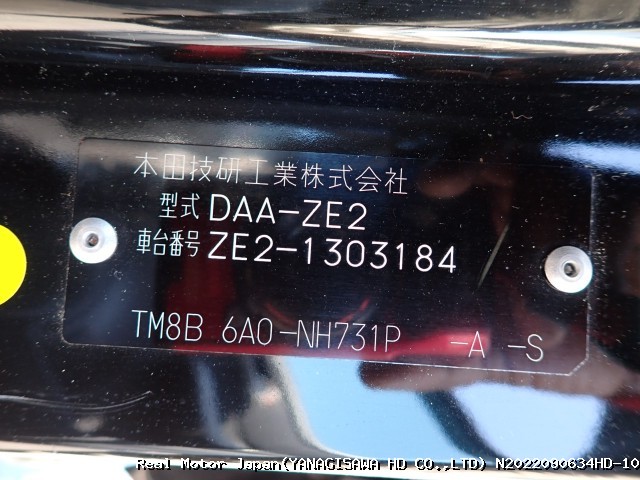 本田技研工業株式会社
型式 DAA-ZE2
車台番号 ZE2-1303184
TM8B 6A0-NH731P -A -S
Real Motor Japan(YANAGISAWA HD CO.,LTD) N2022090634HD-10